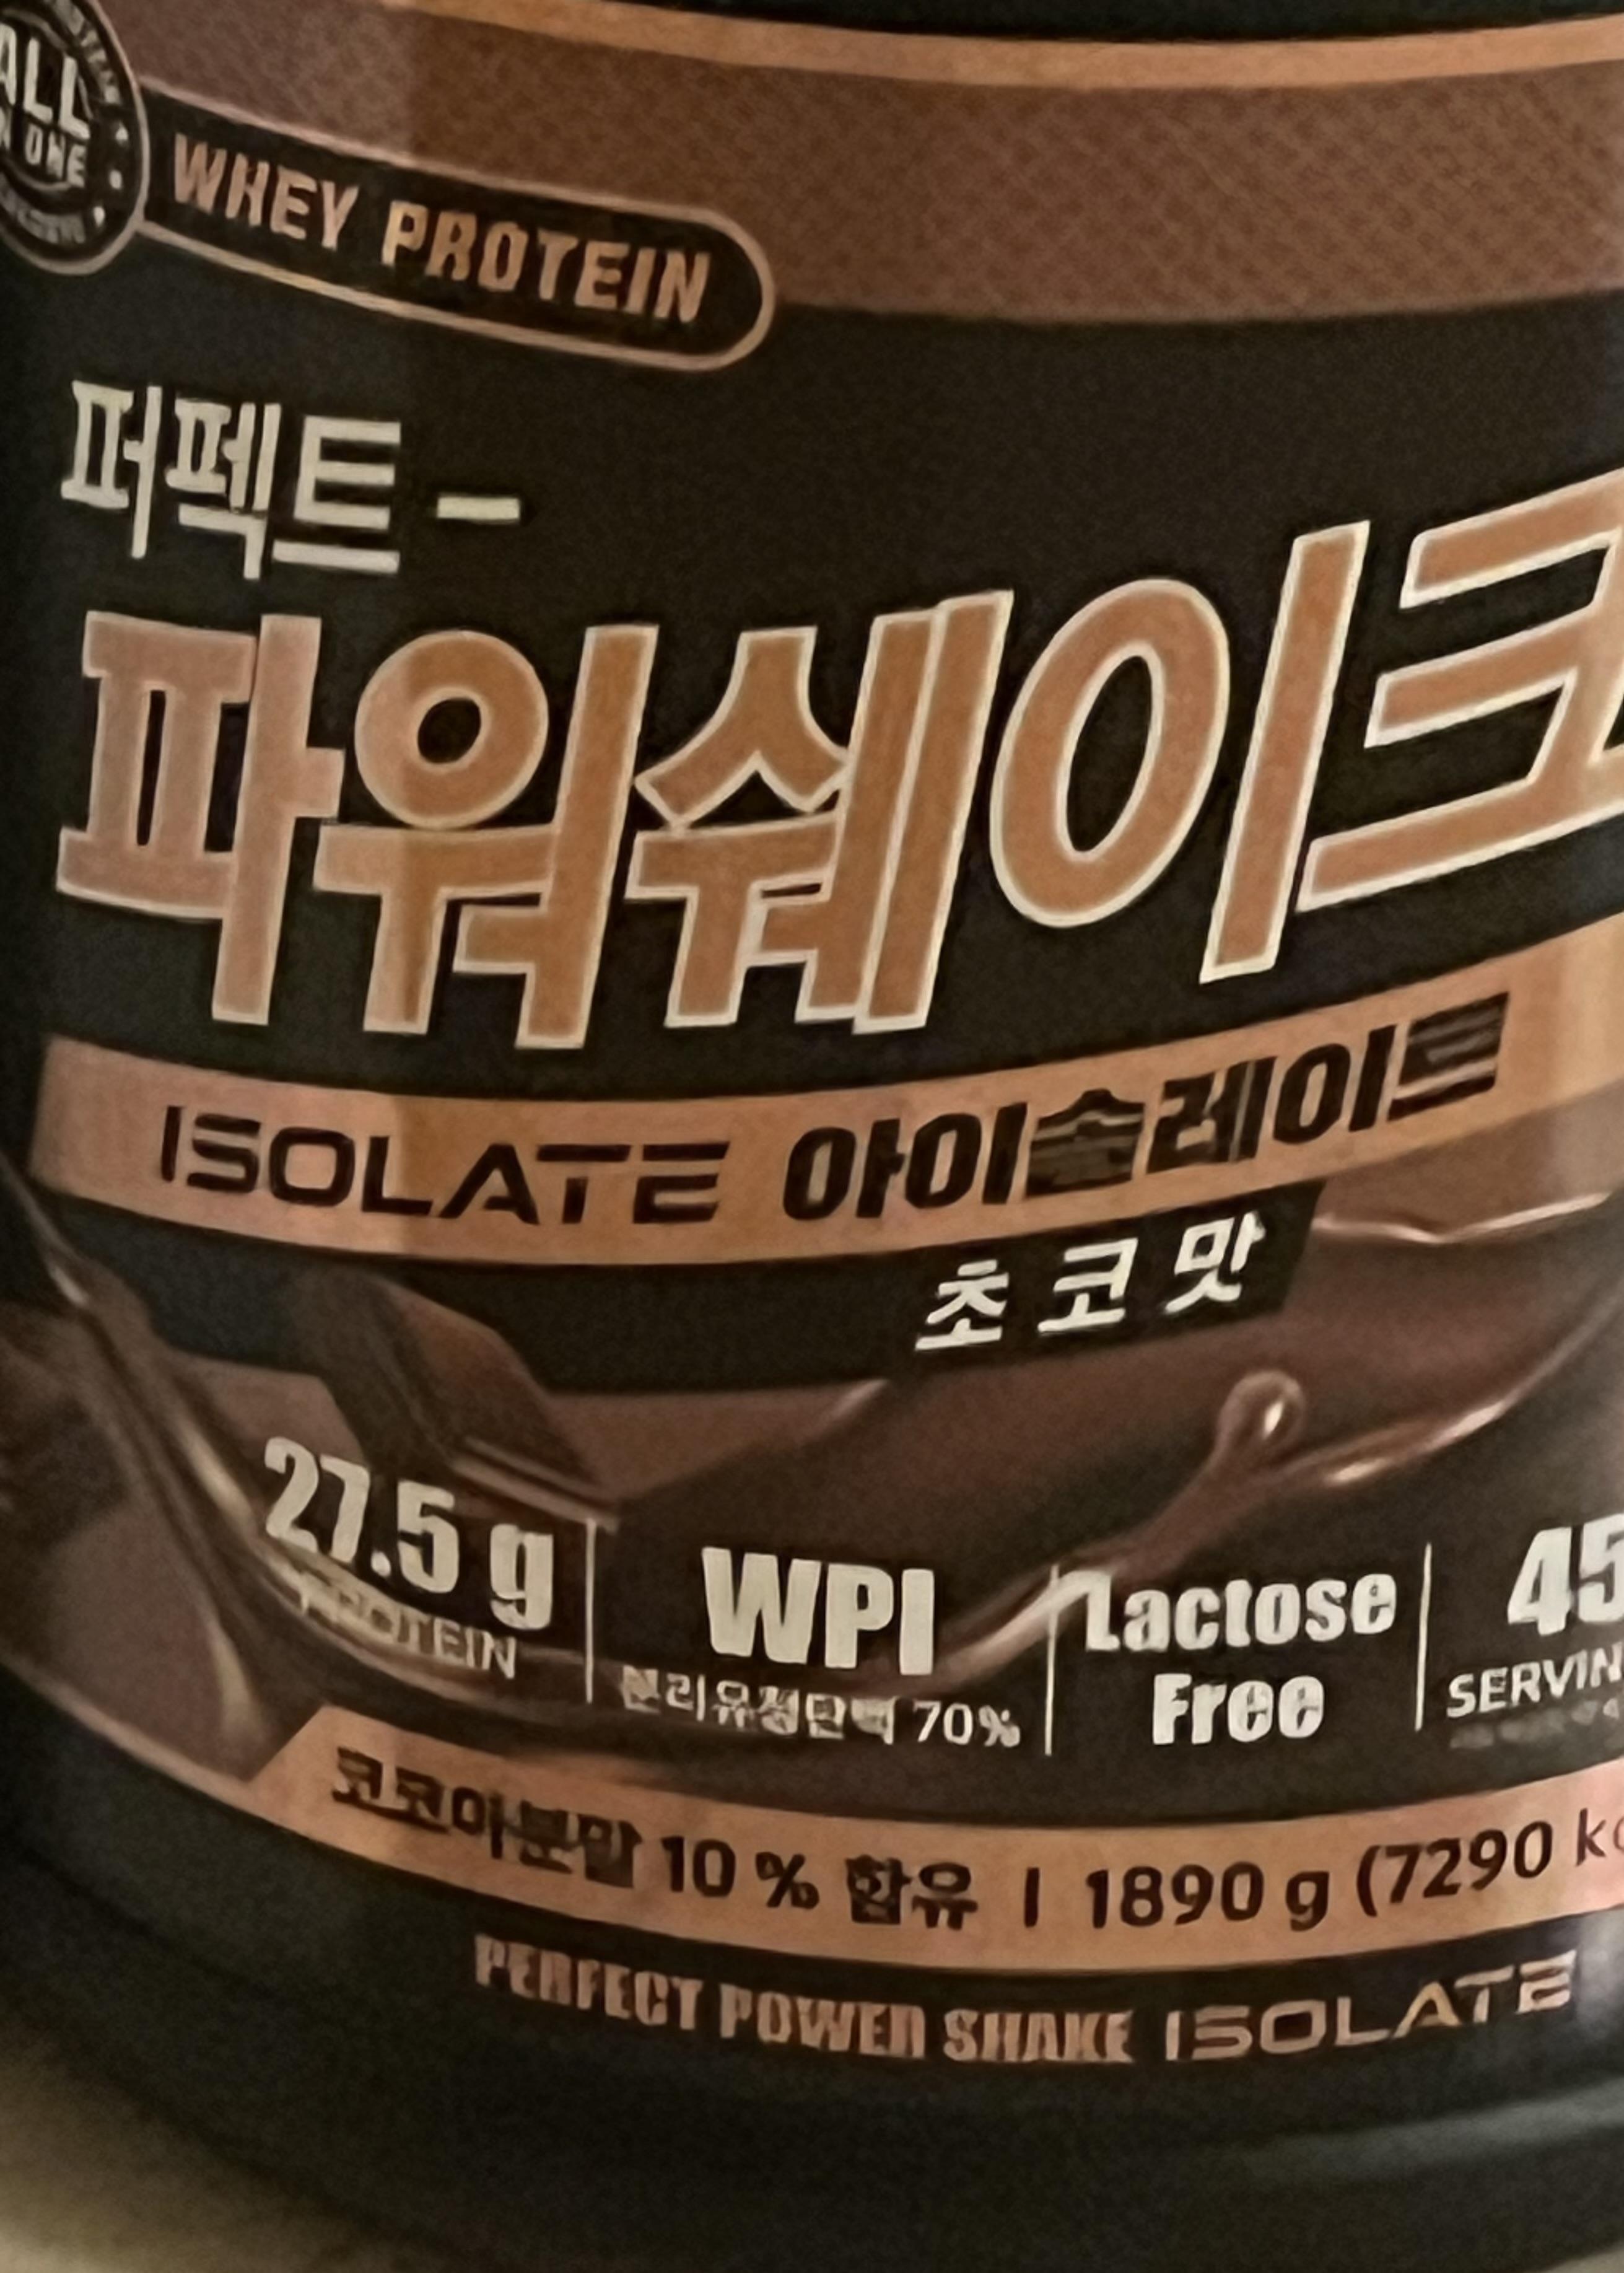 ALL
ONE
WHEY PROTEIN
퍼펙트-
파워쉐이크
ISOLATE 아이솔레이트
초코맛
27.5 g
PROTEIN
WPI
분리유청단백 70%
Lactose
Free
45
SERVIN
코코아분말 10 % 함유 | 1890 g (7290 kc
PERFECT POWER SHAKE ISOLATE